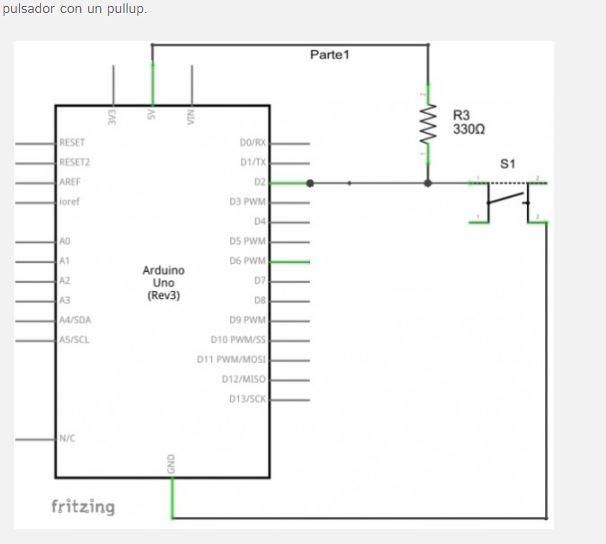 pulsador con un pullup.
Parte1
3V3
5V
VIN
R3
330Ω
S1
RESET
RESET2
AREF
ioref
A0
A1
A2
A3
A4/SDA
A5/SCL
N/C
Arduino
Uno
(Rev3)
D0/RX
D1/TX
D2
D3 PWM
D4
D5 PWM
D6 PWM
D7
D8
D9 PWM
D10 PWM/SS
D11 PWM/MOSI
D12/MISO
D13/SCK
GND
fritzing